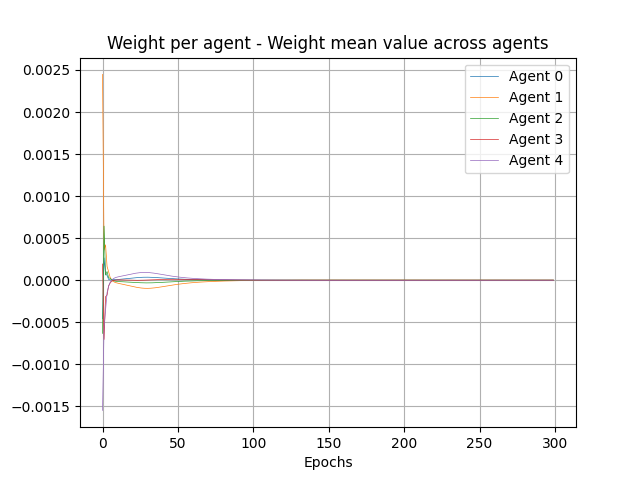 Weight per agent - Weight mean value across agents
0.0025
0.0020
0.0015
0.0010
0.0005
0.0000
−0.0005
−0.0010
−0.0015
Agent 0
Agent 1
Agent 2
Agent 3
Agent 4
0 50 100 150 200 250 300
Epochs